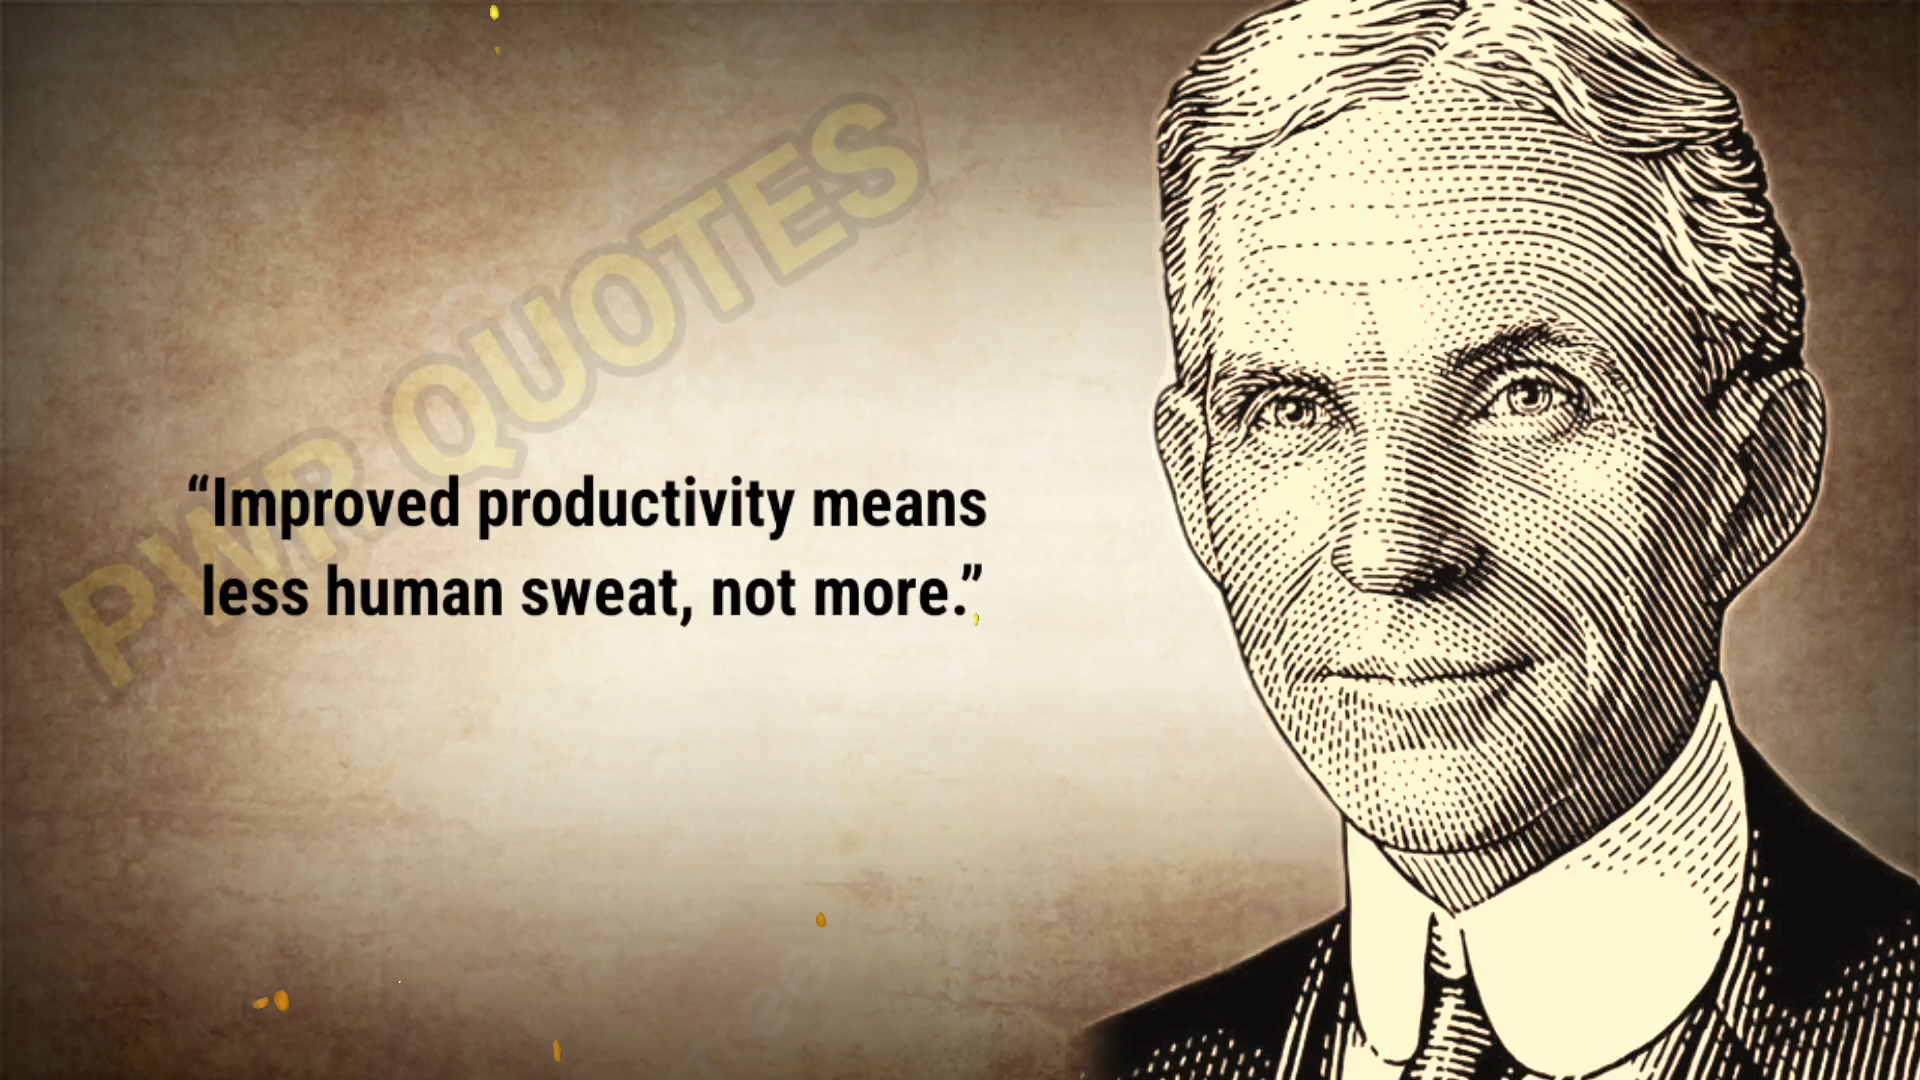 PWR QUOTES
“Improved productivity means
less human sweat, not more.”